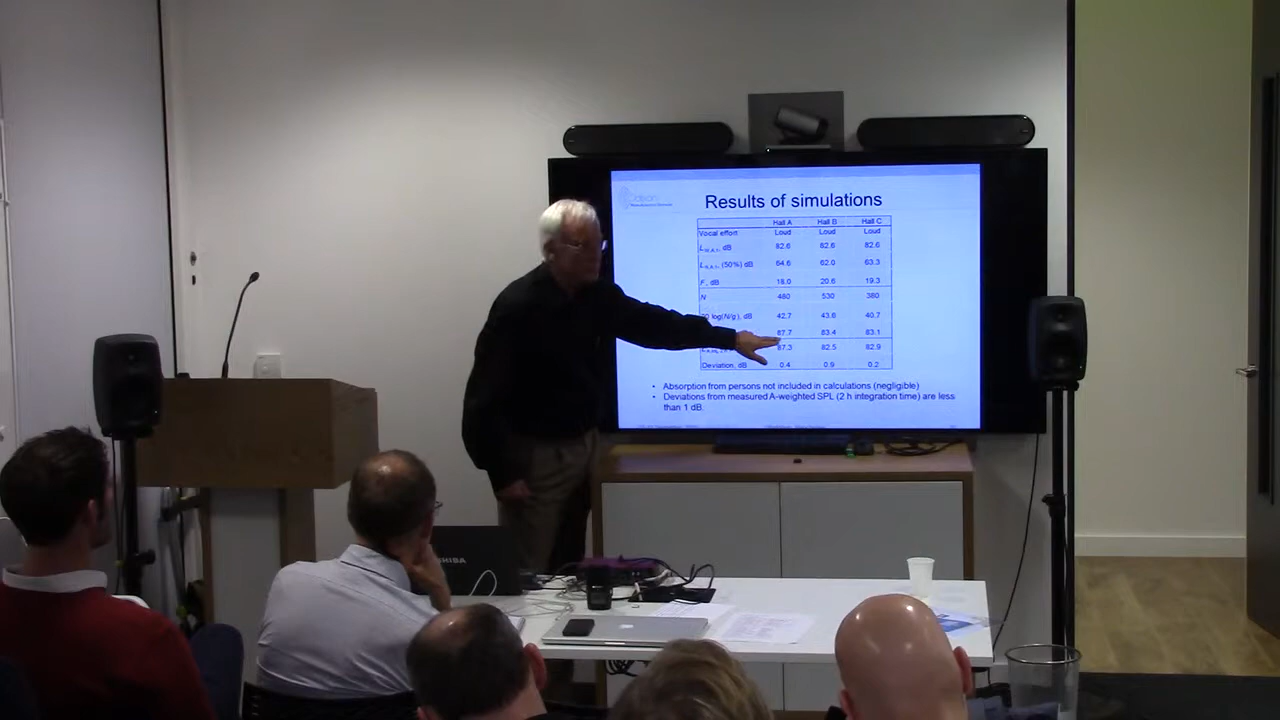 odeon
Results of simulations
Hall A Hall B Hall C
Vocal effort Loud Loud Loud
dB 82.6 82.6 82.6
(50%) dB 64.6 62.0 63.3
F, dB 18.0 20.6 19.3
N 480 530 380
log(N/g), dB 42.7 43.6 40.7
87.7 83.4 83.1
87.3 82.5 82.9
Deviation, dB 0.4 0.9 0.2
• Absorption from persons not included in calculations (negligible)
• Deviations from measured A-weighted SPL (2 h integration time) are less
than 1 dB.
SHIBA